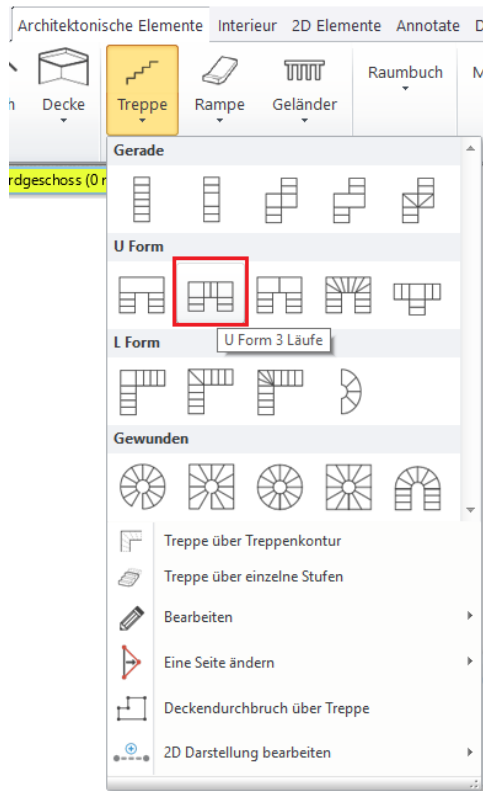 Architektonische Elemente Interieur 2D Elemente Annotate D
h Decke Treppe Rampe Geländer Raumbuch M
rdgeschoss (0 r
Gerade
U Form
U Form 3 Läufe
L Form
Gewunden
Treppe über Treppenkontur
Treppe über einzelne Stufen
Bearbeiten
Eine Seite ändern
Deckendurchbruch über Treppe
2D Darstellung bearbeiten